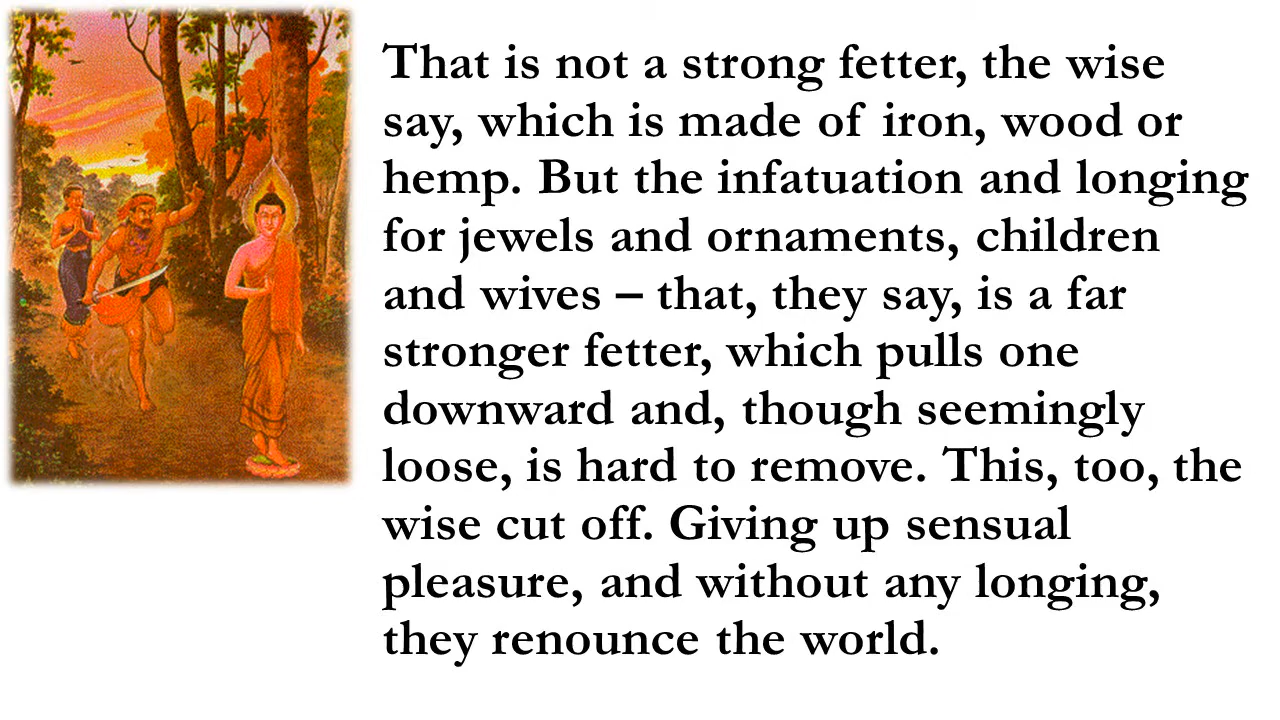 That is not a strong fetter, the wise
say, which is made of iron, wood or
hemp. But the infatuation and longing
for jewels and ornaments, children
and wives – that, they say, is a far
stronger fetter, which pulls one
downward and, though seemingly
loose, is hard to remove. This, too, the
wise cut off. Giving up sensual
pleasure, and without any longing,
they renounce the world.